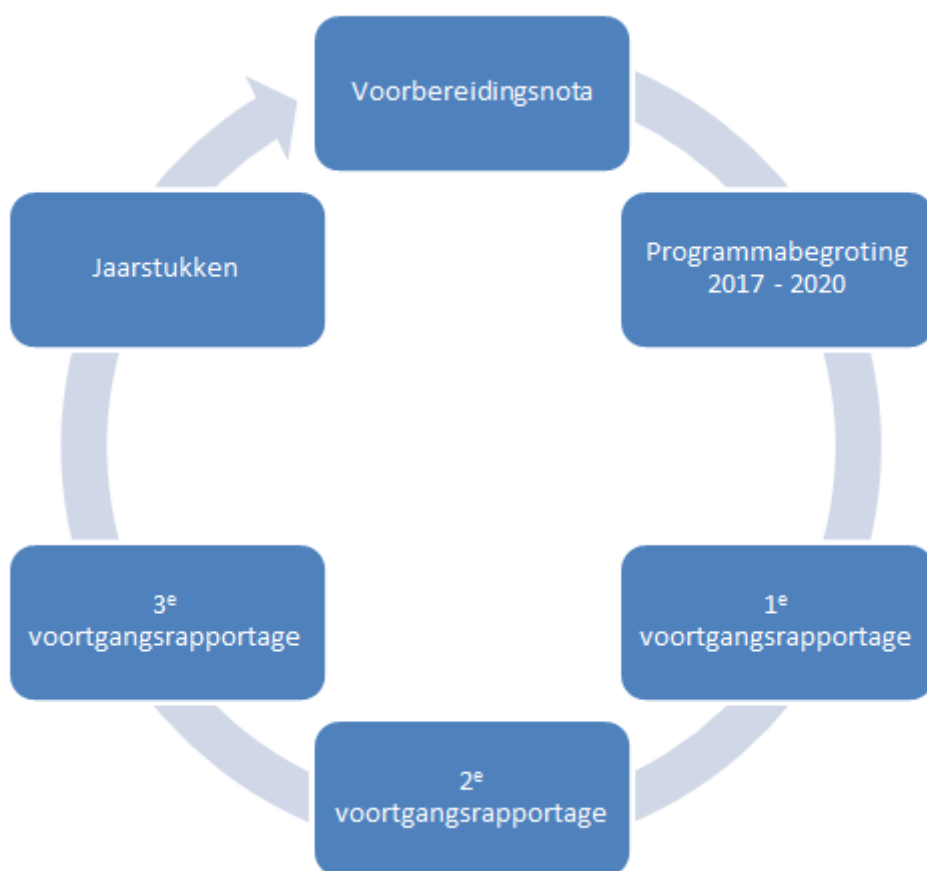 Voorbereidingsnota
Programmabegroting
2017 - 2020
1e
voortgangsrapportage
2e
voortgangsrapportage
3e
voortgangsrapportage
Jaarstukken